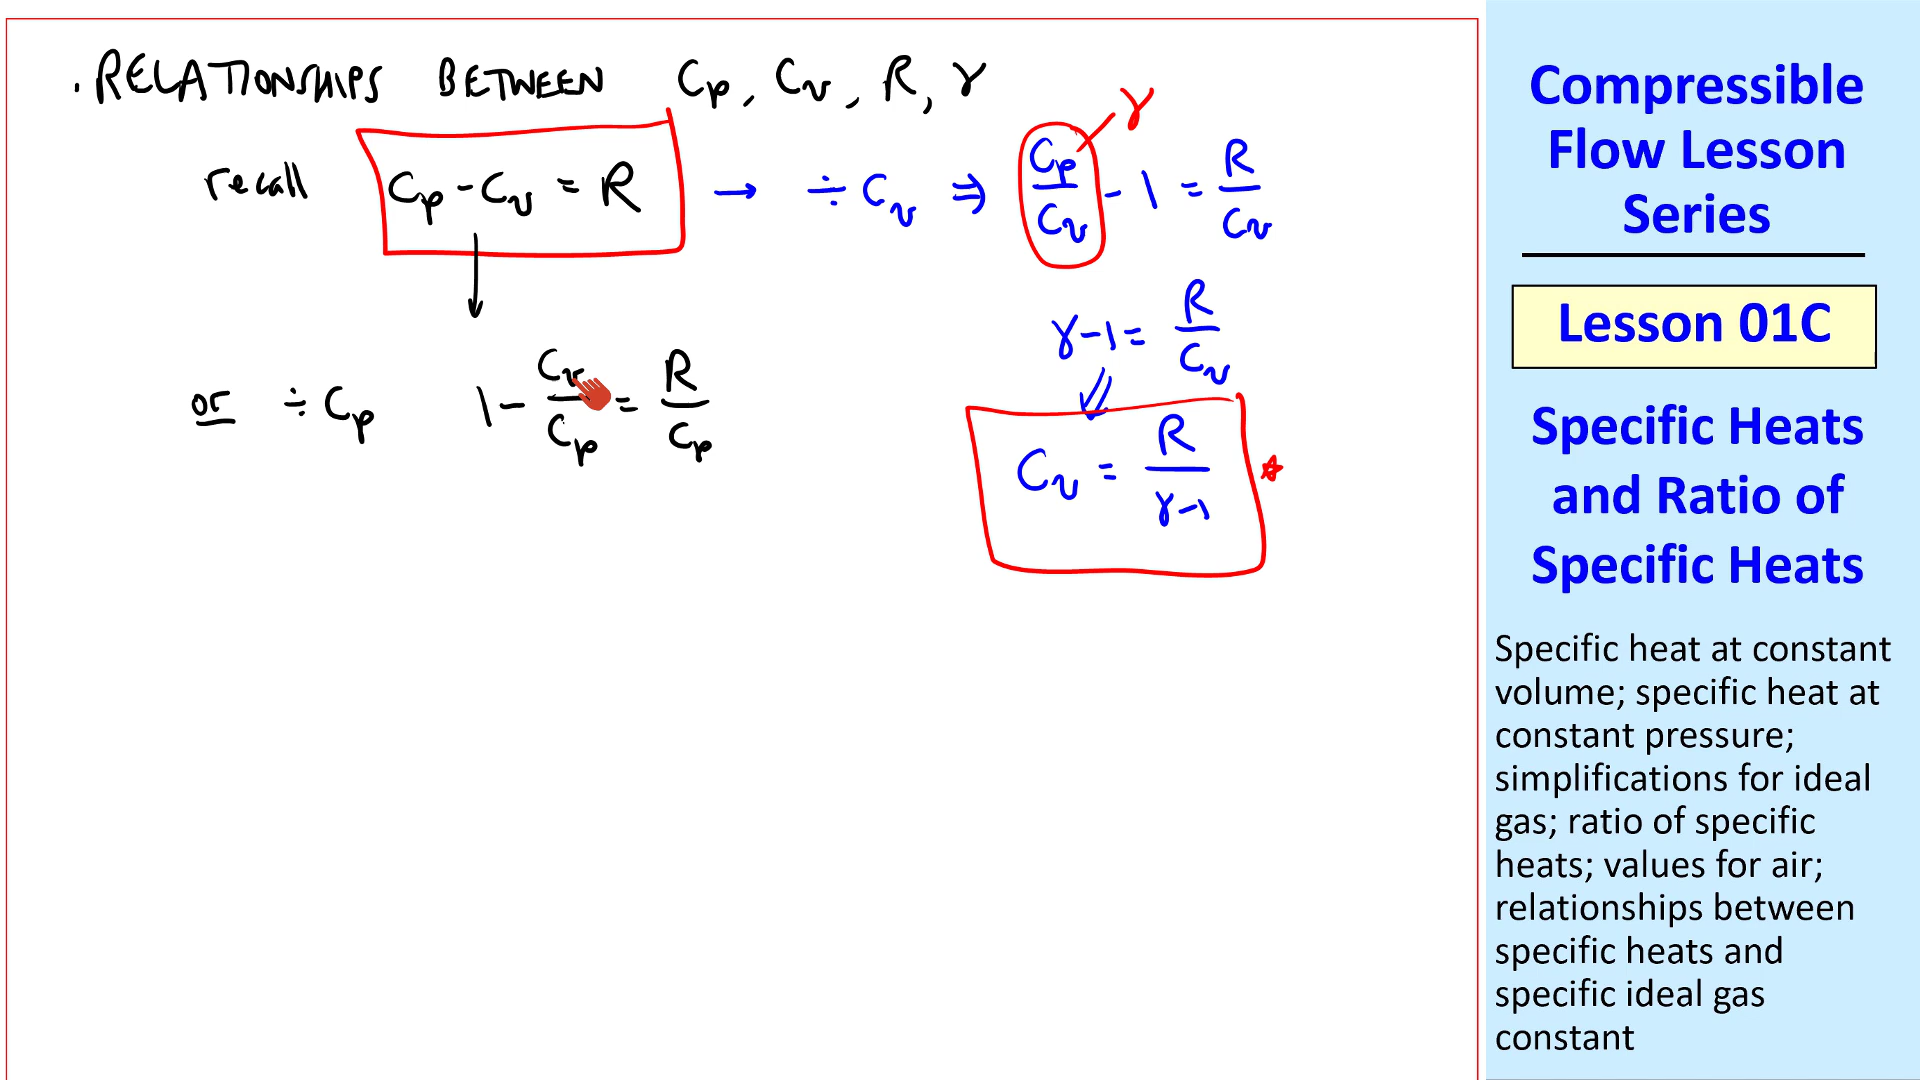 . RELATIONSHIPS BETWEEN Cp, Cv, R, γ
recall Cp - Cv = R → ÷ Cv ⇒ Cp/Cv - 1 = R/Cv
γ
γ-1 = R/Cv
or ÷ Cp 1 - Cv/Cp = R/Cp
Cv = R/γ-1 *
Compressible
Flow Lesson
Series
Lesson 01C
Specific Heats
and Ratio of
Specific Heats
Specific heat at constant
volume; specific heat at
constant pressure;
simplifications for ideal
gas; ratio of specific
heats; values for air;
relationships between
specific heats and
specific ideal gas
constant